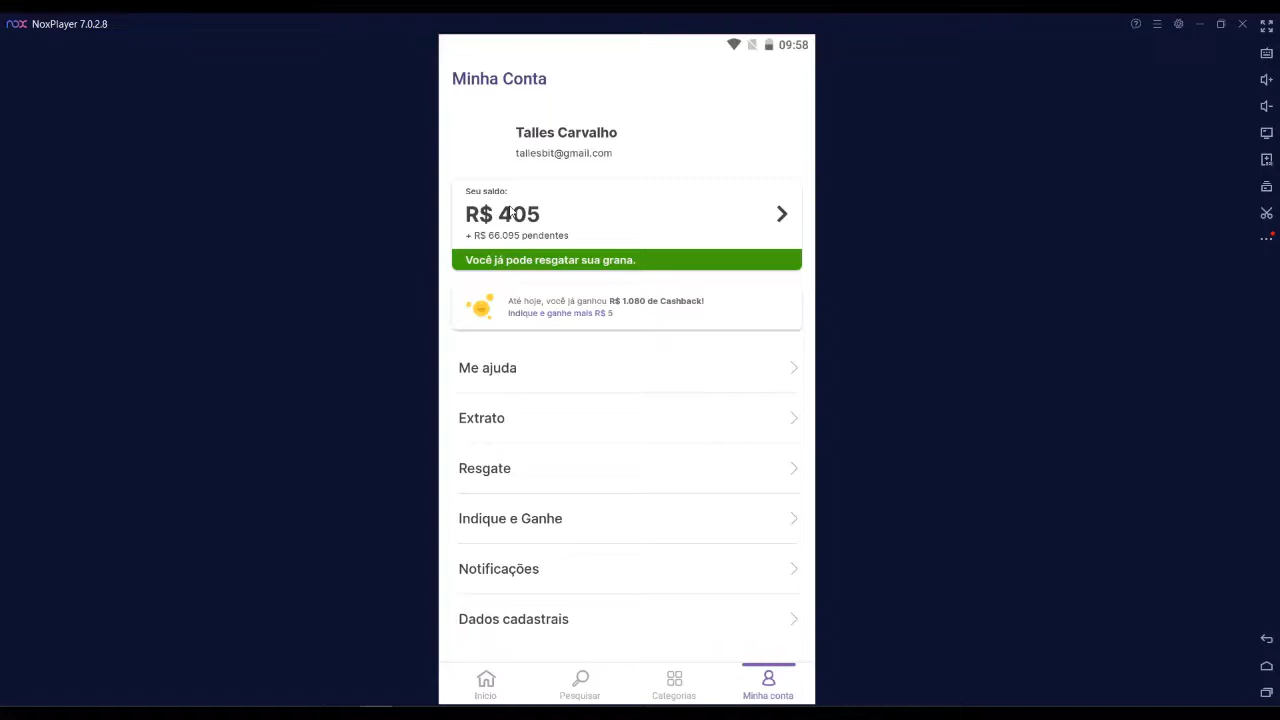 nox NoxPlayer 7.0.2.8
09:58
Minha Conta
Talles Carvalho
tallesbit@gmail.com
Seu saldo:
R$ 405
+ R$ 66.095 pendentes
Você já pode resgatar sua grana.
Até hoje, você já ganhou R$ 1.080 de Cashback!
Indique e ganhe mais R$ 5
Me ajuda
Extrato
Resgate
Indique e Ganhe
Notificações
Dados cadastrais
Início
Pesquisar
Categorias
Minha conta